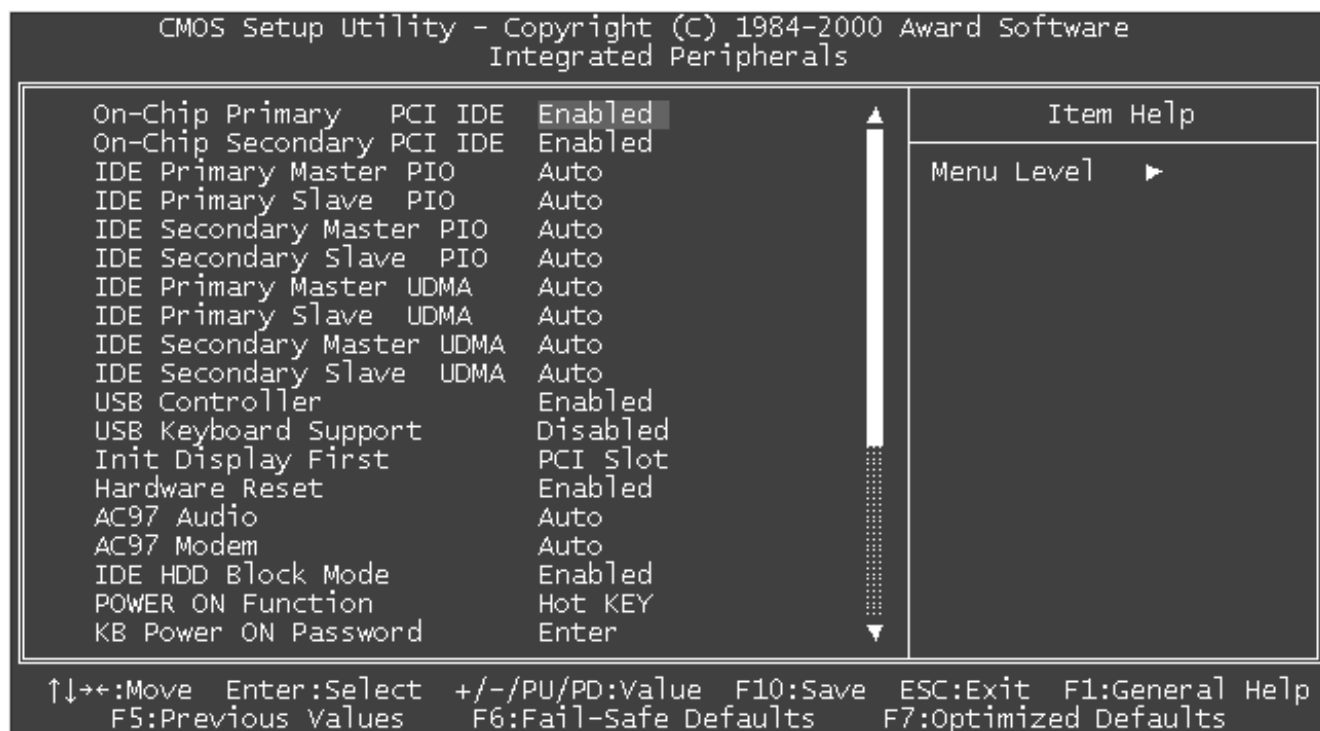 CMOS Setup Utility – Copyright (C) 1984–2000 Award Software
Integrated Peripherals
On-Chip Primary PCI IDE Enabled
On-Chip Secondary PCI IDE Enabled
IDE Primary Master PIO Auto
IDE Primary Slave PIO Auto
IDE Secondary Master PIO Auto
IDE Secondary Slave PIO Auto
IDE Primary Master UDMA Auto
IDE Primary Slave UDMA Auto
IDE Secondary Master UDMA Auto
IDE Secondary Slave UDMA Auto
USB Controller Enabled
USB Keyboard Support Disabled
Init Display First PCI Slot
Hardware Reset Enabled
AC97 Audio Auto
AC97 Modem Auto
IDE HDD Block Mode Enabled
POWER ON Function Hot KEY
KB Power ON Password Enter
Item Help
Menu Level ►
↑↓→←:Move Enter:Select +/-/PU/PD:Value F10:Save ESC:Exit F1:General Help
F5:Previous Values F6:Fail-Safe Defaults F7:Optimized Defaults